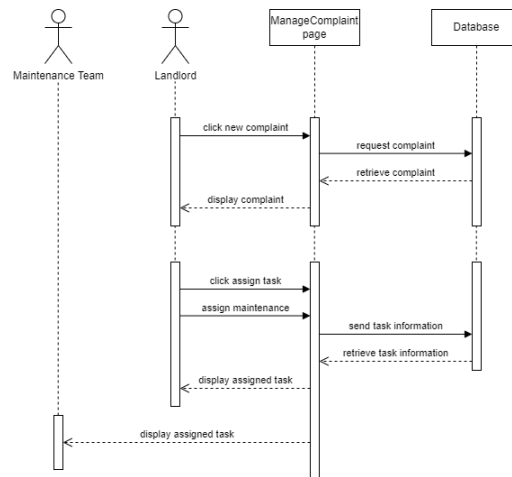 ManageComplaint
page
Database
Maintenance Team
Landlord
click new complaint
request complaint
retrieve complaint
display complaint
click assign task
assign maintenance
send task information
retrieve task information
display assigned task
display assigned task